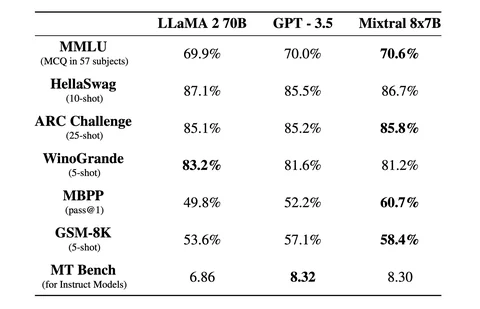 LLaMA 2 70B GPT - 3.5 Mixtral 8x7B
MMLU 69.9% 70.0% 70.6%
(MCQ in 57 subjects)
HellaSwag 87.1% 85.5% 86.7%
(10-shot)
ARC Challenge 85.1% 85.2% 85.8%
(25-shot)
WinoGrande 83.2% 81.6% 81.2%
(5-shot)
MBPP 49.8% 52.2% 60.7%
(pass@1)
GSM-8K 53.6% 57.1% 58.4%
(5-shot)
MT Bench 6.86 8.32 8.30
(for Instruct Models)